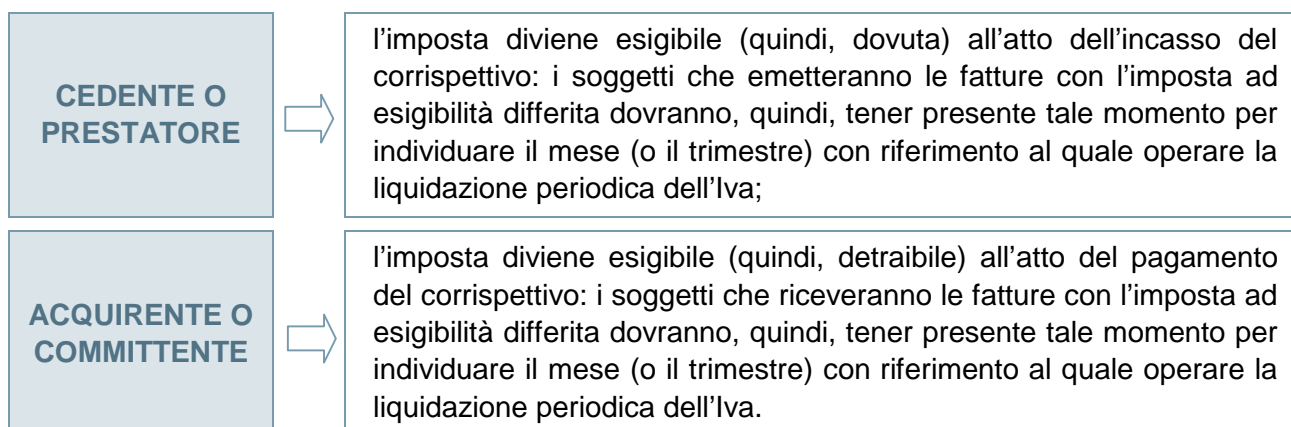 CEDENTE O
PRESTATORE
l’imposta diviene esigibile (quindi, dovuta) all’atto dell’incasso del
corrispettivo: i soggetti che emetteranno le fatture con l’imposta ad
esigibilità differita dovranno, quindi, tener presente tale momento per
individuare il mese (o il trimestre) con riferimento al quale operare la
liquidazione periodica dell’Iva;
ACQUIRENTE O
COMMITTENTE
l’imposta diviene esigibile (quindi, detraibile) all’atto del pagamento
del corrispettivo: i soggetti che riceveranno le fatture con l’imposta ad
esigibilità differita dovranno, quindi, tener presente tale momento per
individuare il mese (o il trimestre) con riferimento al quale operare la
liquidazione periodica dell’Iva.